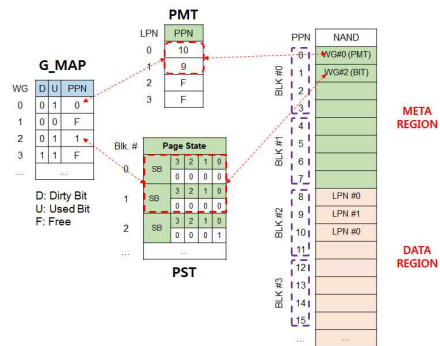 PMT
LPN PPN
0 10
1 9
2 F
3 F
G_MAP
WG D U PPN
0 0 1 0
1 0 0 F
2 0 1 1
3 1 1 F
... ...
D: Dirty Bit
U: Used Bit
F: Free
Blk. # Page State
0 SB 3 2 1 0
0 0 0 0
1 SB 3 2 1 0
0 0 0 0
2 SB 3 2 1 0
0 0 0 1
... ...
PST
PPN NAND
BLK #0
0 WG#0 (PMT)
1 WG#2 (BIT)
2
3
BLK #1
4
5
6
7
META
REGION
BLK #2
8 LPN #0
9 LPN #1
10 LPN #0
11
BLK #3
12
13
14
15
... ...
DATA
REGION